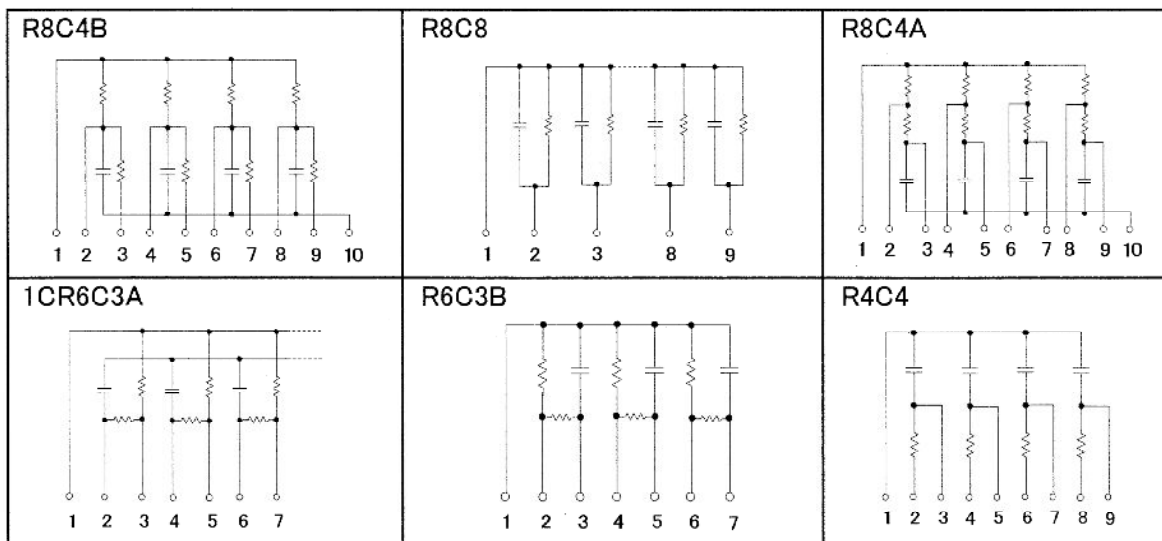 R8C4B
1 2 3 4 5 6 7 8 9 10
R8C8
1 2 3 8 9
R8C4A
1 2 3 4 5 6 7 8 9 10
1CR6C3A
1 2 3 4 5 6 7
R6C3B
1 2 3 4 5 6 7
R4C4
1 2 3 4 5 6 7 8 9